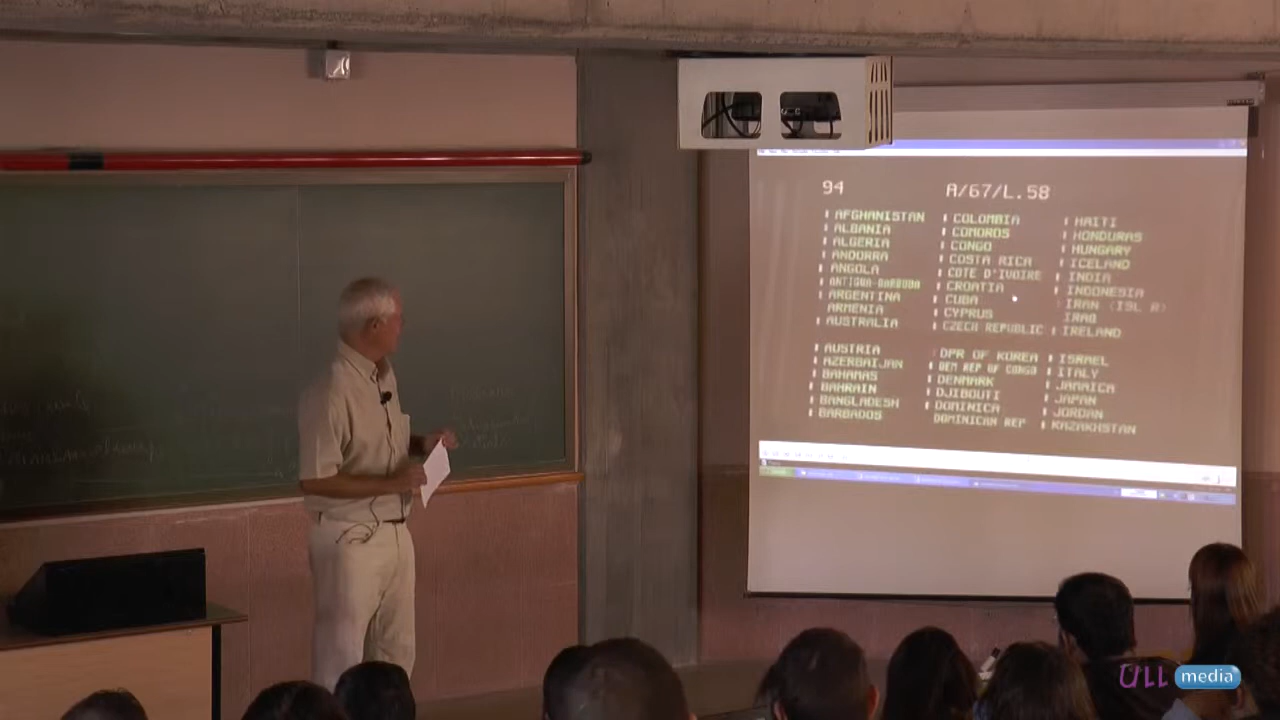 94 A/67/L.58
AFGHANISTAN COLOMBIA HAITI
ALBANIA COMOROS HONDURAS
ALGERIA CONGO HUNGARY
ANDORRA COSTA RICA ICELAND
ANGOLA COTE D'IVOIRE INDIA
ANTIGUA-BARBUDA CROATIA INDONESIA
ARGENTINA CUBA IRAN (ISL R)
ARMENIA CYPRUS IRAQ
AUSTRALIA CZECH REPUBLIC IRELAND
AUSTRIA DPR OF KOREA ISRAEL
AZERBAIJAN DEM REP OF CONGO ITALY
BAHAMAS DENMARK JAMAICA
BAHRAIN DJIBOUTI JAPAN
BANGLADESH DOMINICA JORDAN
BARBADOS DOMINICAN REP KAZAKHSTAN
ULL media